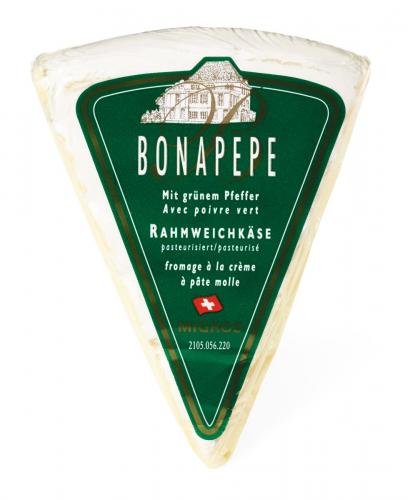 BONAPEPE
Mit grünem Pfeffer
Avec poivre vert
RAHMWEICHKÄSE
pasteurisiert/pasteurisé
fromage à la crème
à pâte molle
MIGROS
2105.056.220